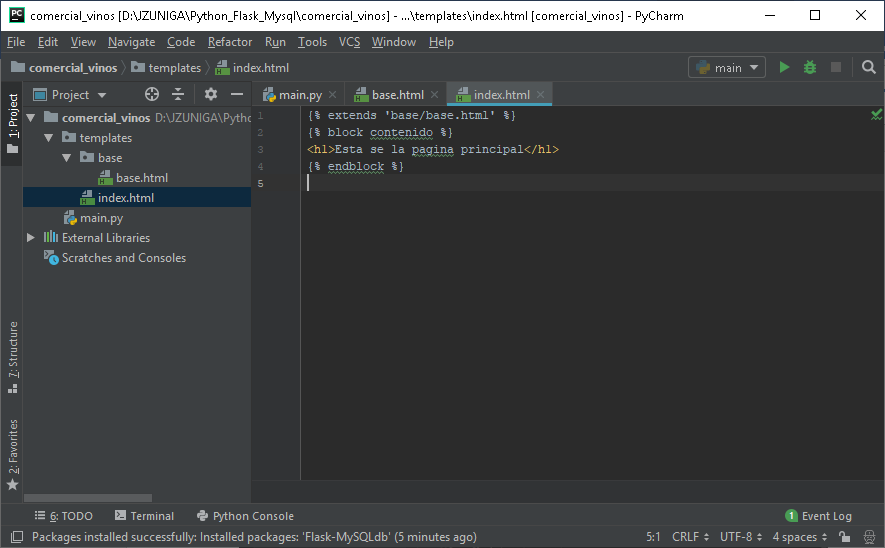 PC comercial_vinos [D:\JZUNIGA\Python_Flask_Mysql\comercial_vinos] - ...\templates\index.html [comercial_vinos] - PyCharm
File Edit View Navigate Code Refactor Run Tools VCS Window Help
comercial_vinos templates index.html main
1: Project
Project
comercial_vinos D:\JZUNIGA\Pytho
templates
base
base.html
index.html
main.py
External Libraries
Scratches and Consoles
7: Structure
2: Favorites
main.py base.html index.html
1 {% extends 'base/base.html' %}
2 {% block contenido %}
3 <h1>Esta se la pagina principal</h1>
4 {% endblock %}
5
6: TODO Terminal Python Console 1 Event Log
Packages installed successfully: Installed packages: 'Flask-MySQLdb' (5 minutes ago) 5:1 CRLF UTF-8 4 spaces